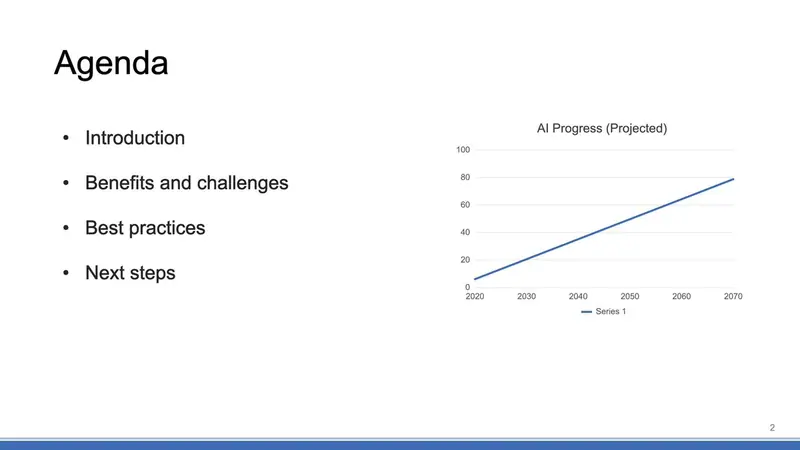 Agenda
• Introduction
• Benefits and challenges
• Best practices
• Next steps
AI Progress (Projected)
100
80
60
40
20
0
2020 2030 2040 2050 2060 2070
Series 1
2